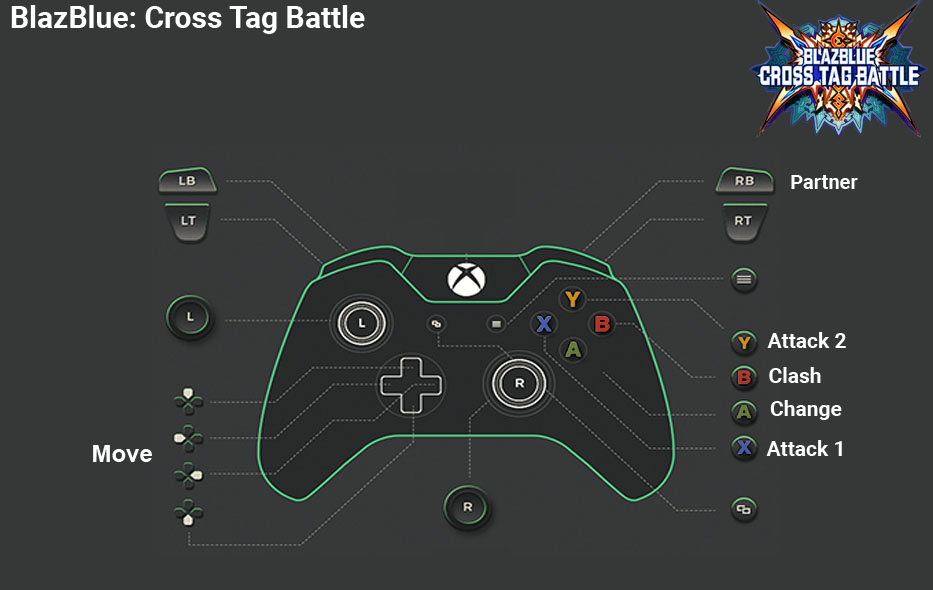 BlazBlue: Cross Tag Battle
BLAZBLUE
CROSS TAG BATTLE
LB
RB
Partner
LT
RT
Y
L
L
X
B
A
Y
Attack 2
R
B
Clash
A
Change
Move
X
Attack 1
R